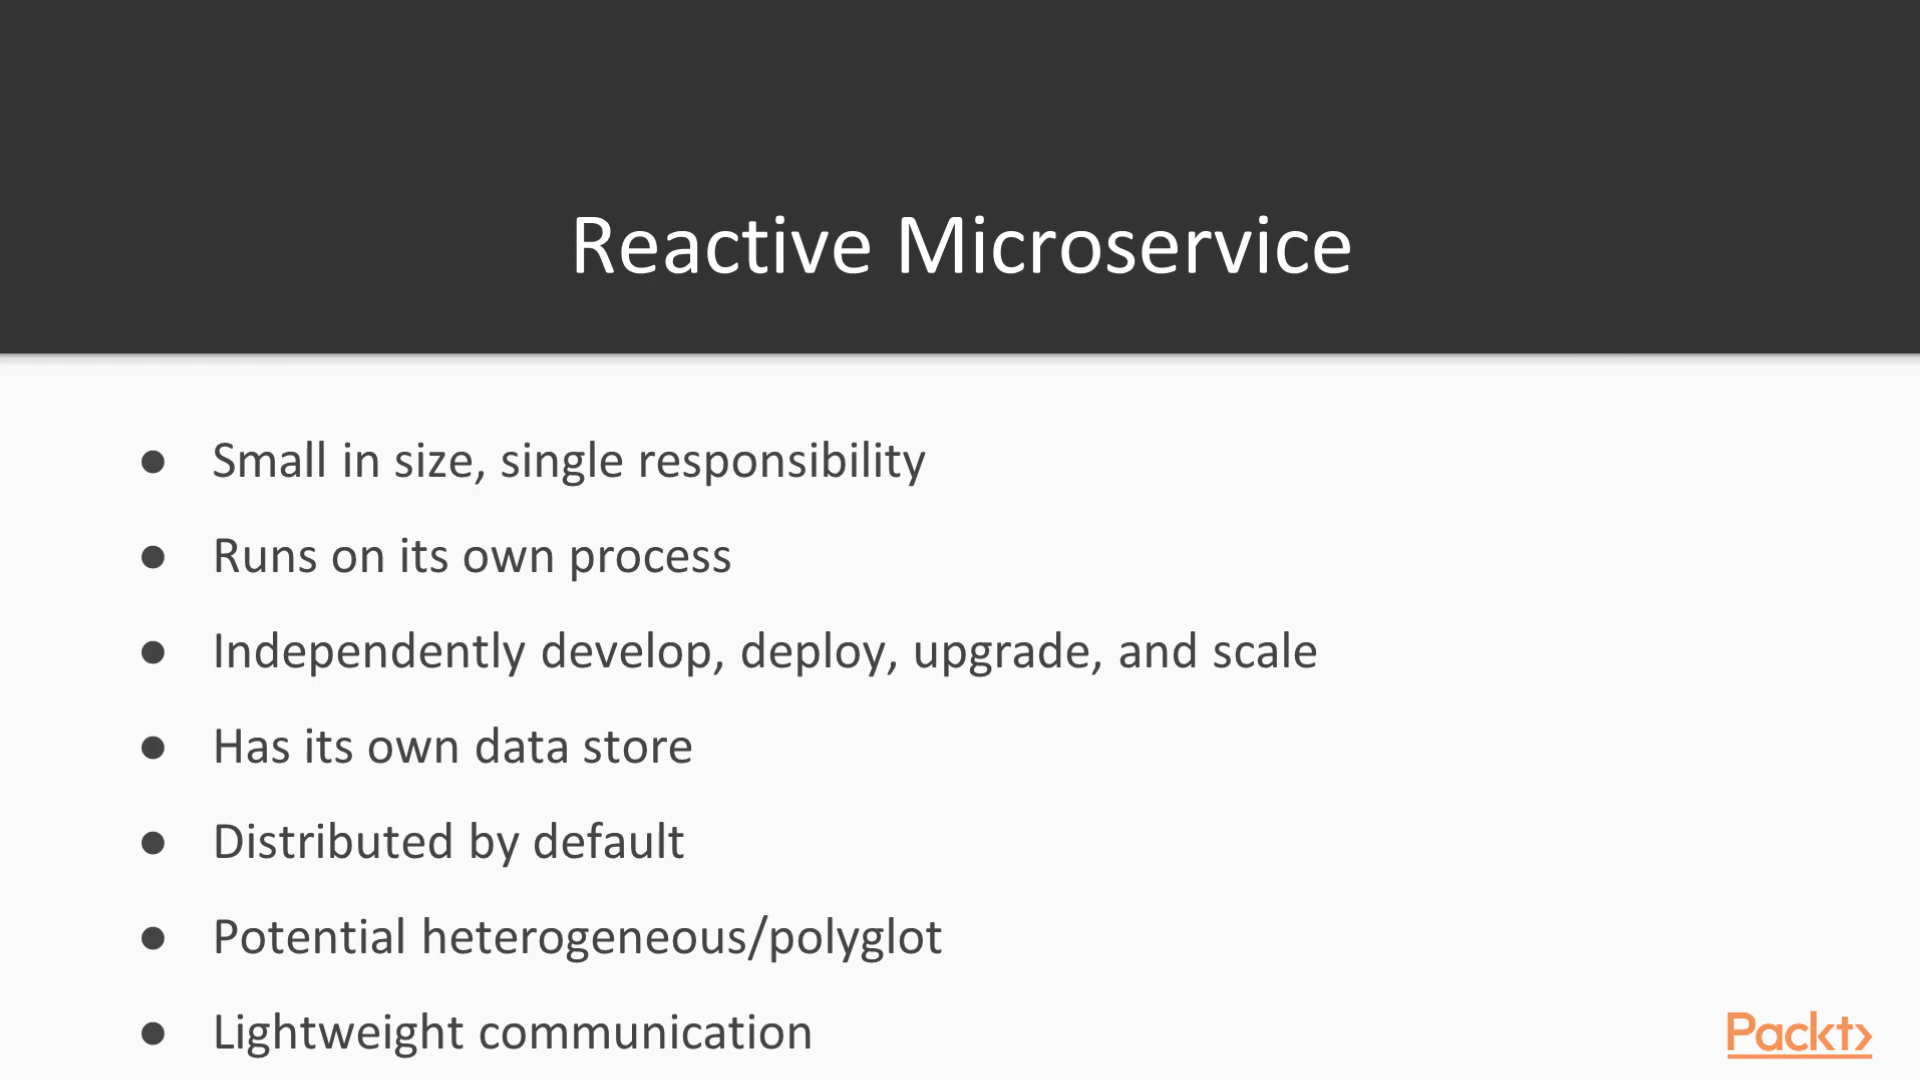 Reactive Microservice
● Small in size, single responsibility
● Runs on its own process
● Independently develop, deploy, upgrade, and scale
● Has its own data store
● Distributed by default
● Potential heterogeneous/polyglot
● Lightweight communication
Packt>